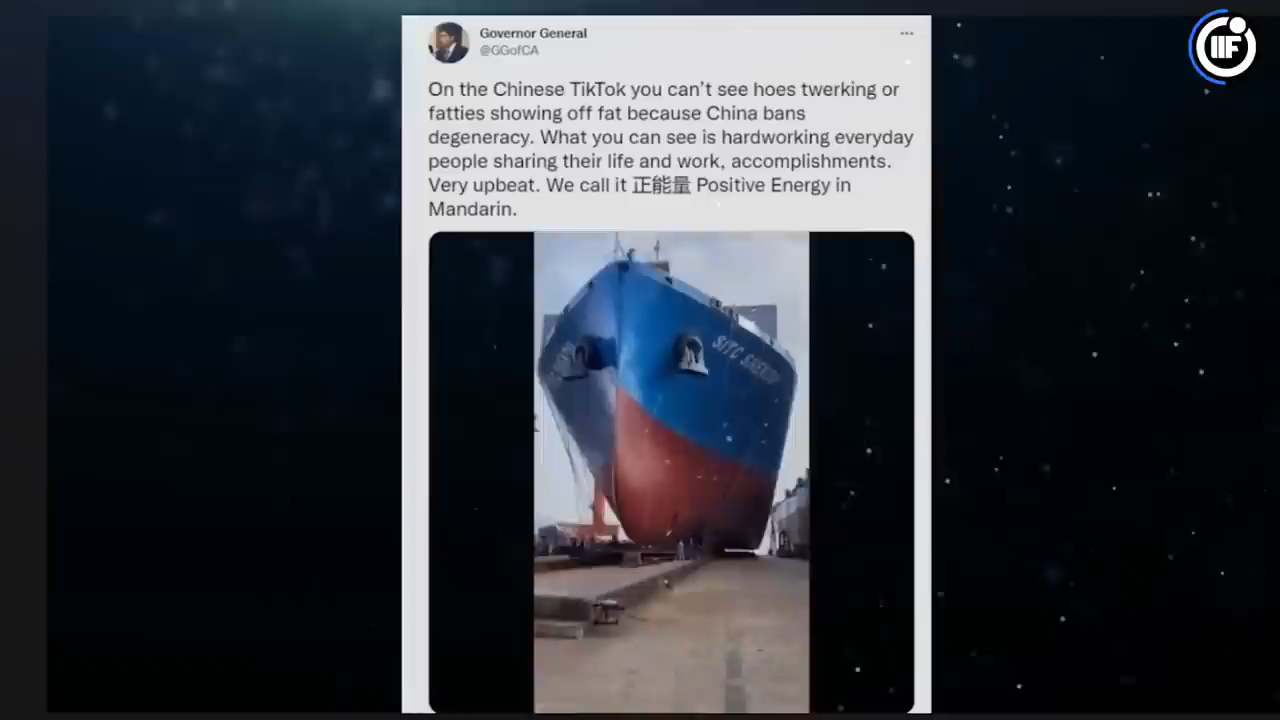 Governor General
@GGofCA
On the Chinese TikTok you can't see hoes twerking or
fatties showing off fat because China bans
degeneracy. What you can see is hardworking everyday
people sharing their life and work, accomplishments.
Very upbeat. We call it 正能量 Positive Energy in
Mandarin.
SITC
IIF